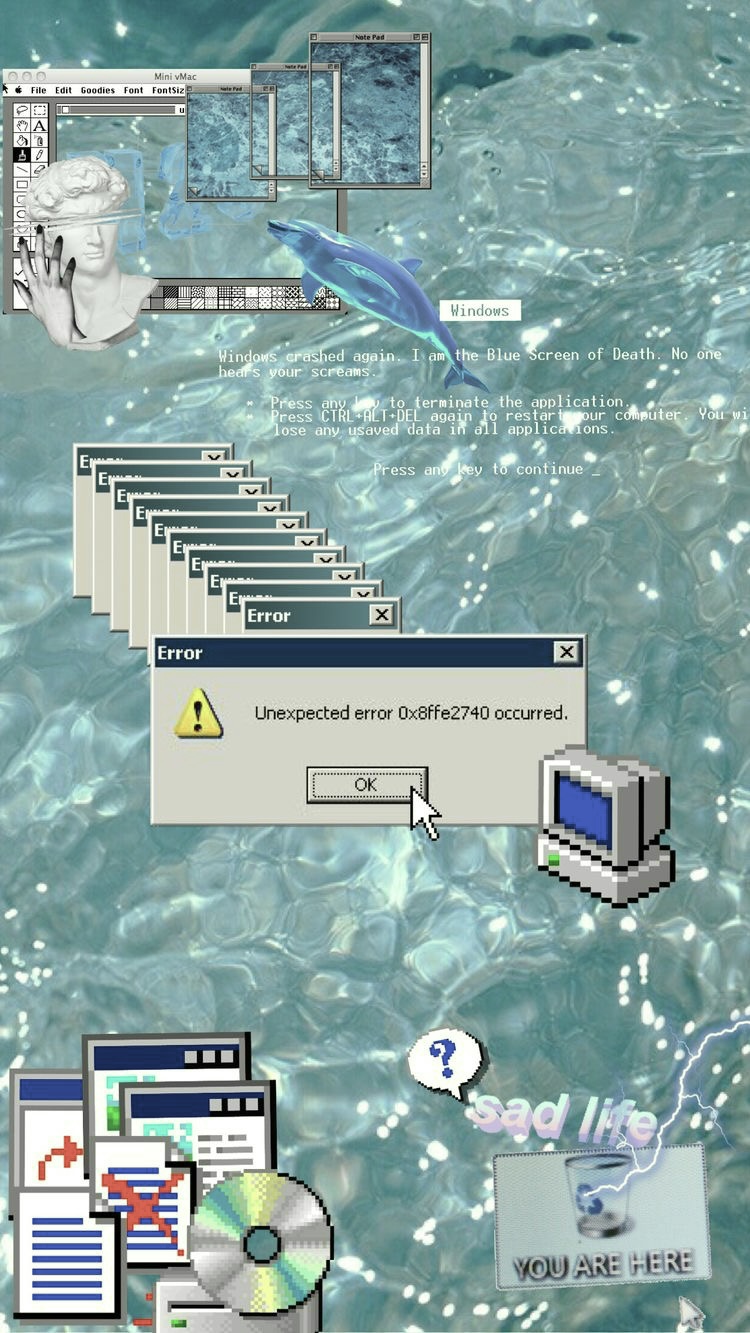 Note Pad
Note Pad
Note Pad
Mini vMac
File Edit Goodies Font FontSiz
A
Windows
Windows crashed again. I am the Blue Screen of Death. No one
hears your screams.
* Press any key to terminate the application.
* Press CTRL+ALT+DEL again to restart your computer. You wi
lose any usaved data in all applications.
Press any key to continue _
Error
Error
Error
Error
Error
Error
Error
Error
Error
Error
Error
Unexpected error 0x8ffe2740 occurred.
OK
?
sad life
YOU ARE HERE